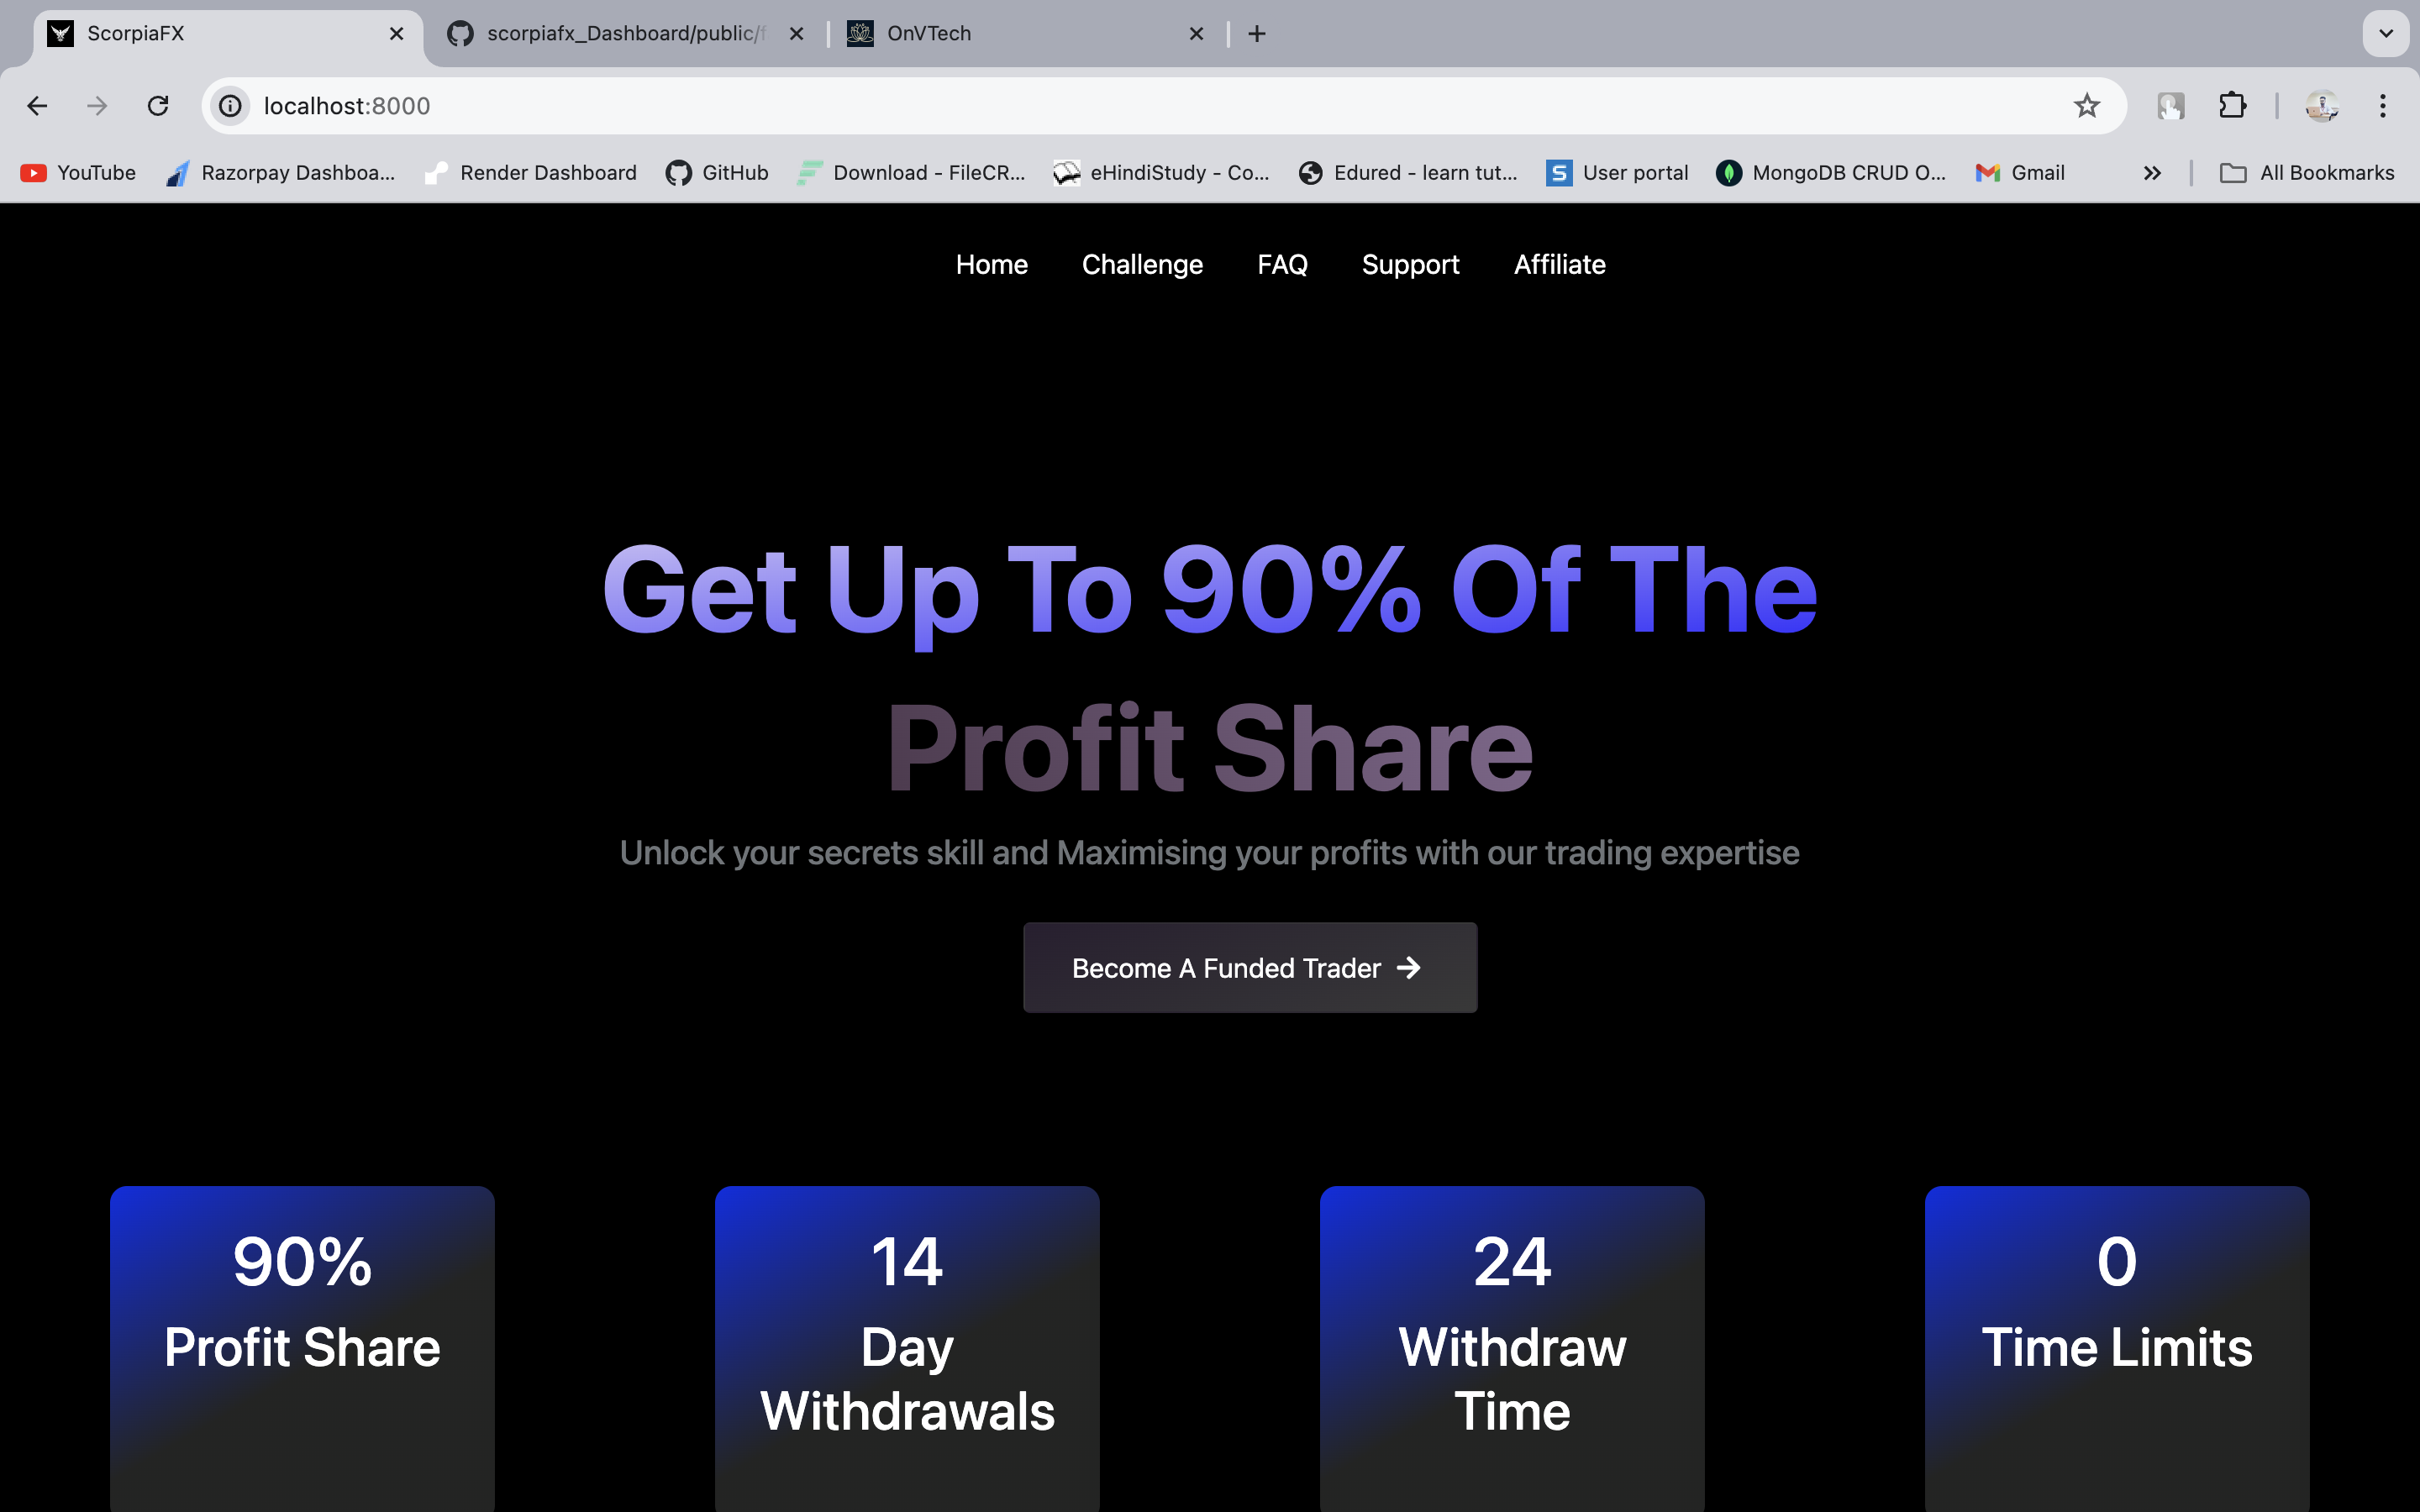 ScorpiaFX
scorpiafx_Dashboard/public/f
OnVTech
localhost:8000
YouTube
Razorpay Dashboa...
Render Dashboard
GitHub
Download - FileCR...
eHindiStudy - Co...
Edured - learn tut...
User portal
MongoDB CRUD O...
Gmail
All Bookmarks
Home
Challenge
FAQ
Support
Affiliate
Get Up To 90% Of The
Profit Share
Unlock your secrets skill and Maximising your profits with our trading expertise
Become A Funded Trader →
90%
Profit Share
14
Day
Withdrawals
24
Withdraw
Time
0
Time Limits